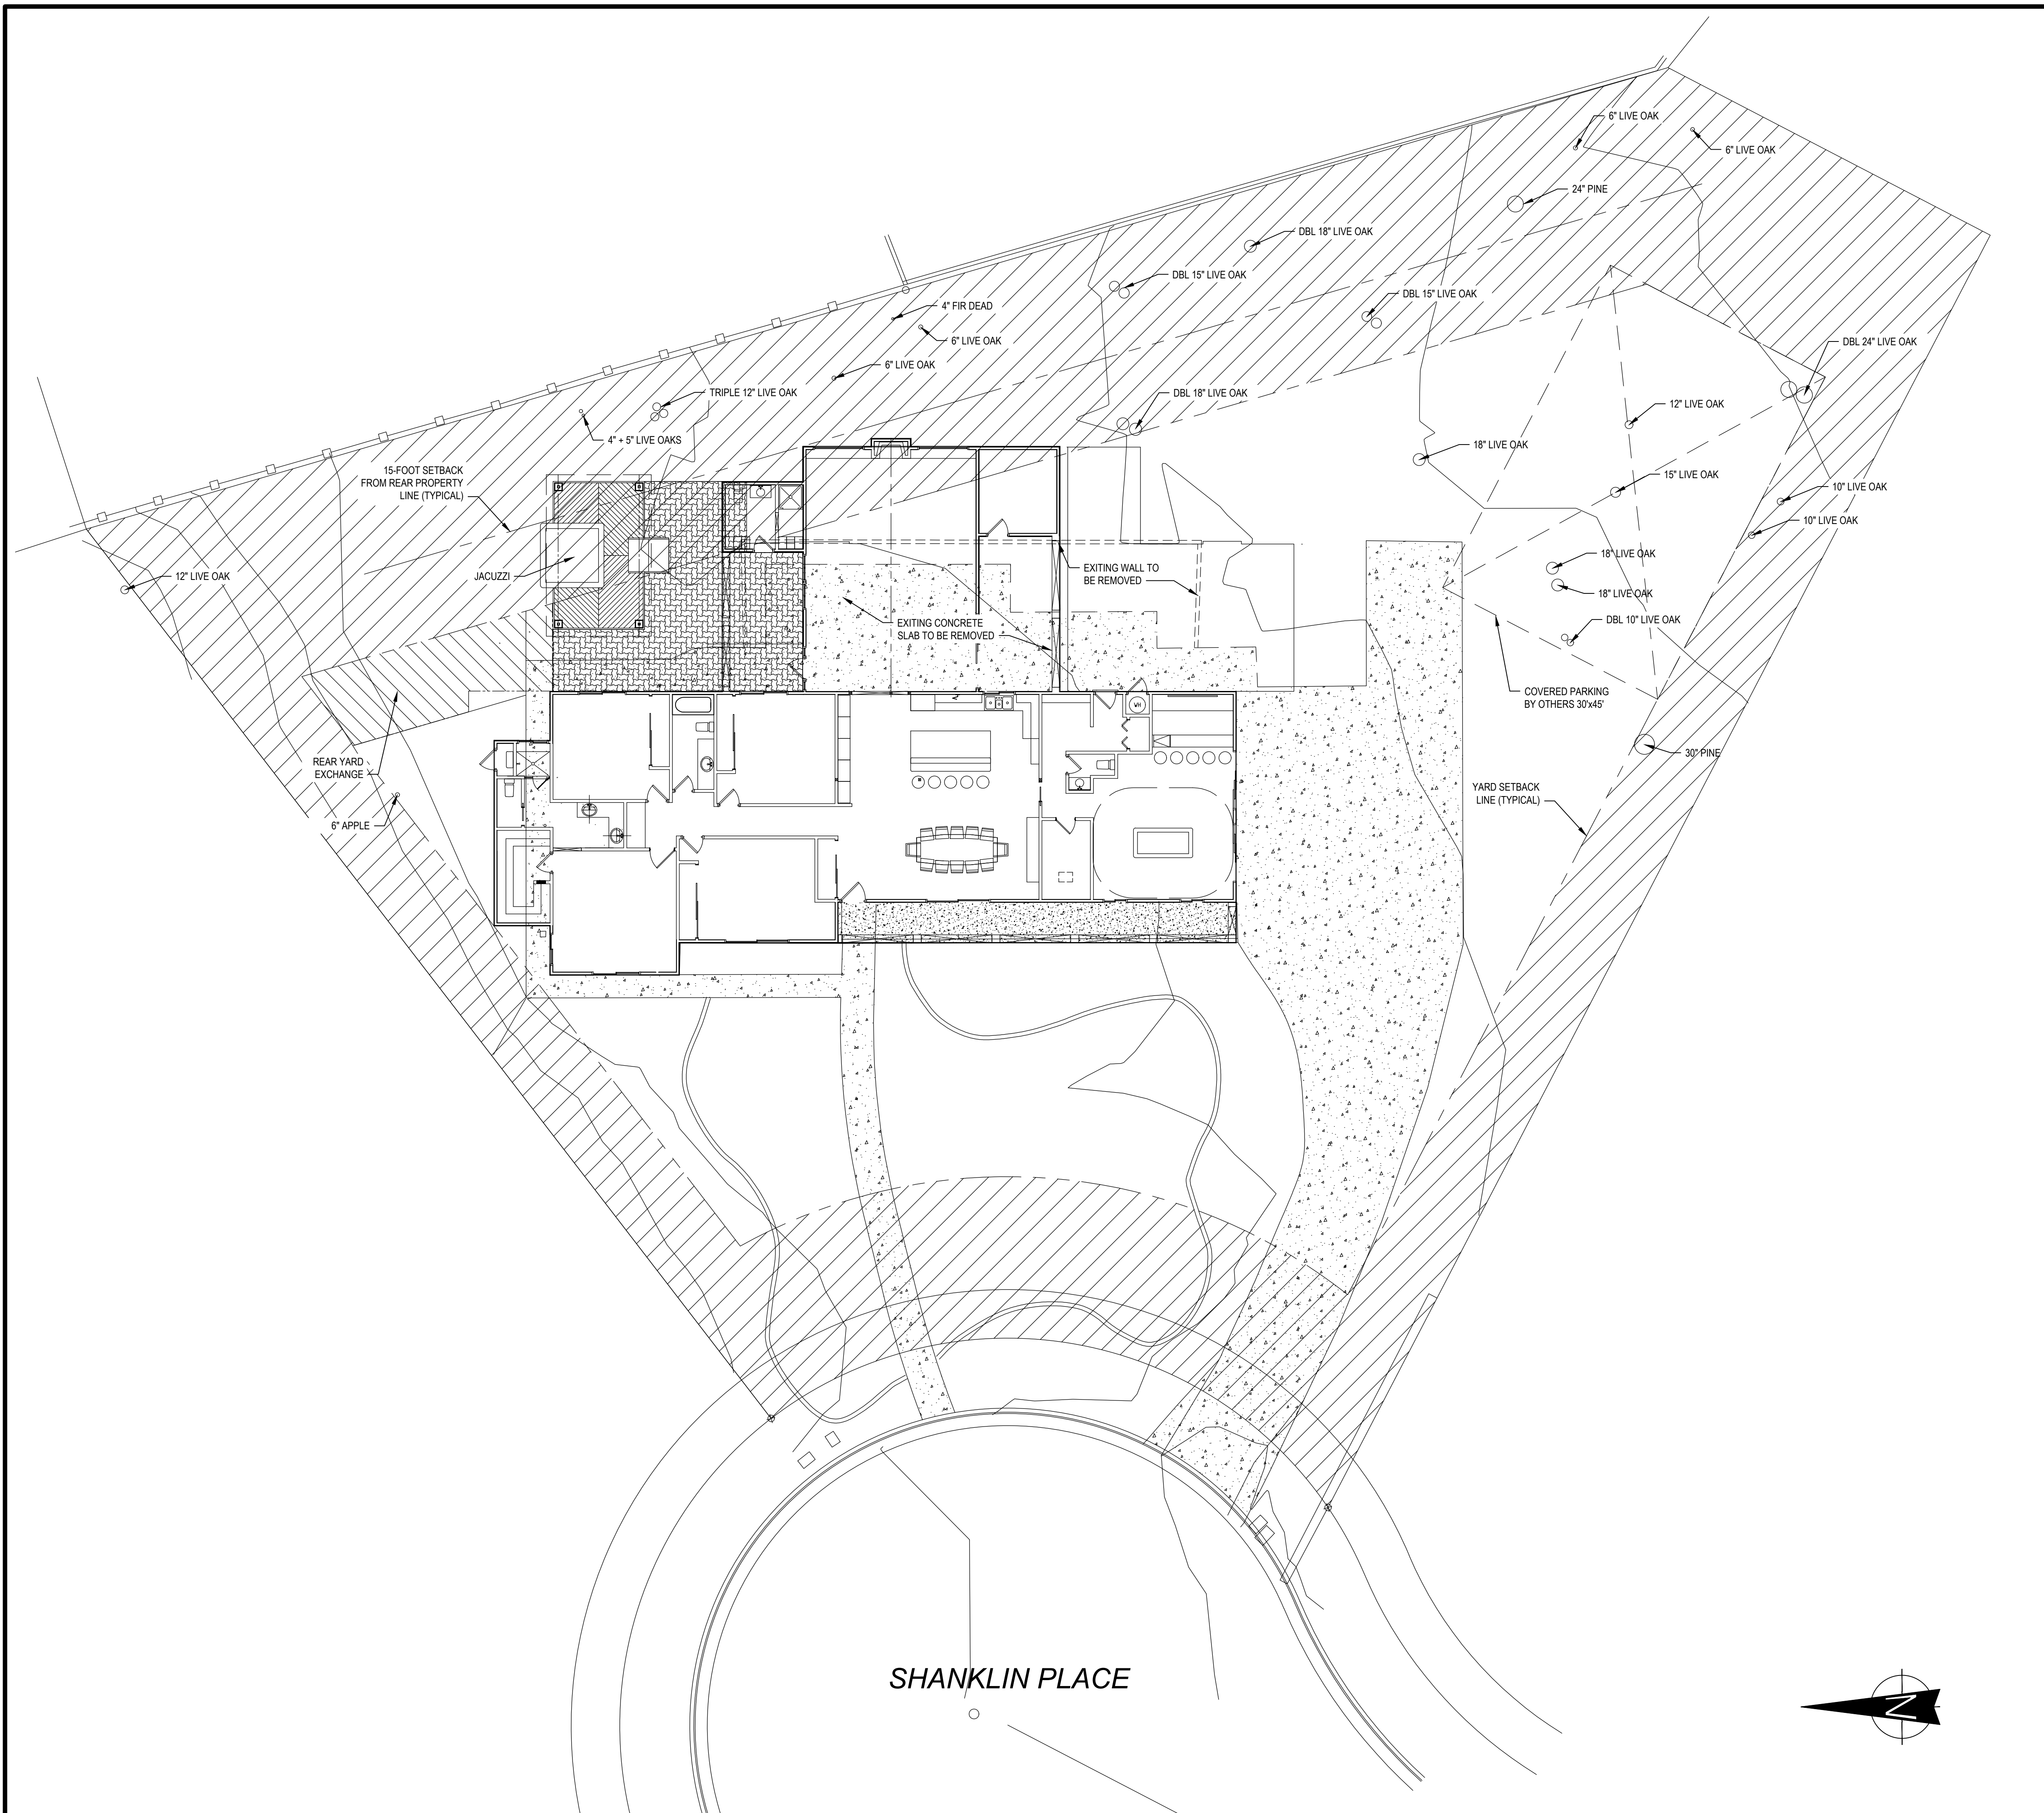 6" LIVE OAK
6" LIVE OAK
24" PINE
DBL 18" LIVE OAK
DBL 15" LIVE OAK
DBL 15" LIVE OAK
4" FIR DEAD
6" LIVE OAK
DBL 24" LIVE OAK
6" LIVE OAK
TRIPLE 12" LIVE OAK
DBL 18" LIVE OAK
12" LIVE OAK
4" + 5" LIVE OAKS
18" LIVE OAK
15-FOOT SETBACK
FROM REAR PROPERTY
LINE (TYPICAL)
15" LIVE OAK
10" LIVE OAK
10" LIVE OAK
12" LIVE OAK
JACUZZI
EXITING WALL TO
BE REMOVED
18" LIVE OAK
18" LIVE OAK
EXITING CONCRETE
SLAB TO BE REMOVED
DBL 10" LIVE OAK
COVERED PARKING
BY OTHERS 30'x45'
WH
30" PINE
REAR YARD
EXCHANGE
YARD SETBACK
LINE (TYPICAL)
6" APPLE
SHANKLIN PLACE
N